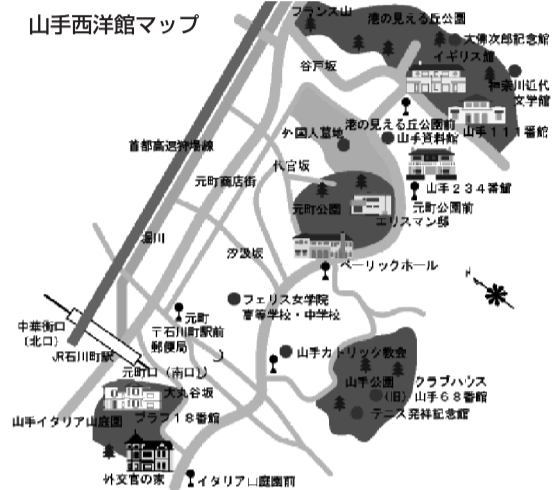 山手西洋館マップ
フランス山
港の見える丘公園
大佛次郎記念館
イギリス館
谷戸坂
神奈川近代
文学館
山手111番館
港の見える丘公園前
外国人墓地
山手資料館
首都高速狩場線
代官坂
元町商店街
山手234番館
元町公園
元町公園前
エリスマン邸
堀川
汐汲坂
ベーリックホール
フェリス女学院
高等学校・中学校
元町
〒石川町駅前
郵便局
中華街口
(北口)
JR石川町駅
元町口(南口)
山手カトリック教会
大丸谷坂
山手公園
クラブハウス
(旧)山手68番館
テニス発祥記念館
ブラフ18番館
山手イタリア山庭園
外交官の家
イタリア山庭園前